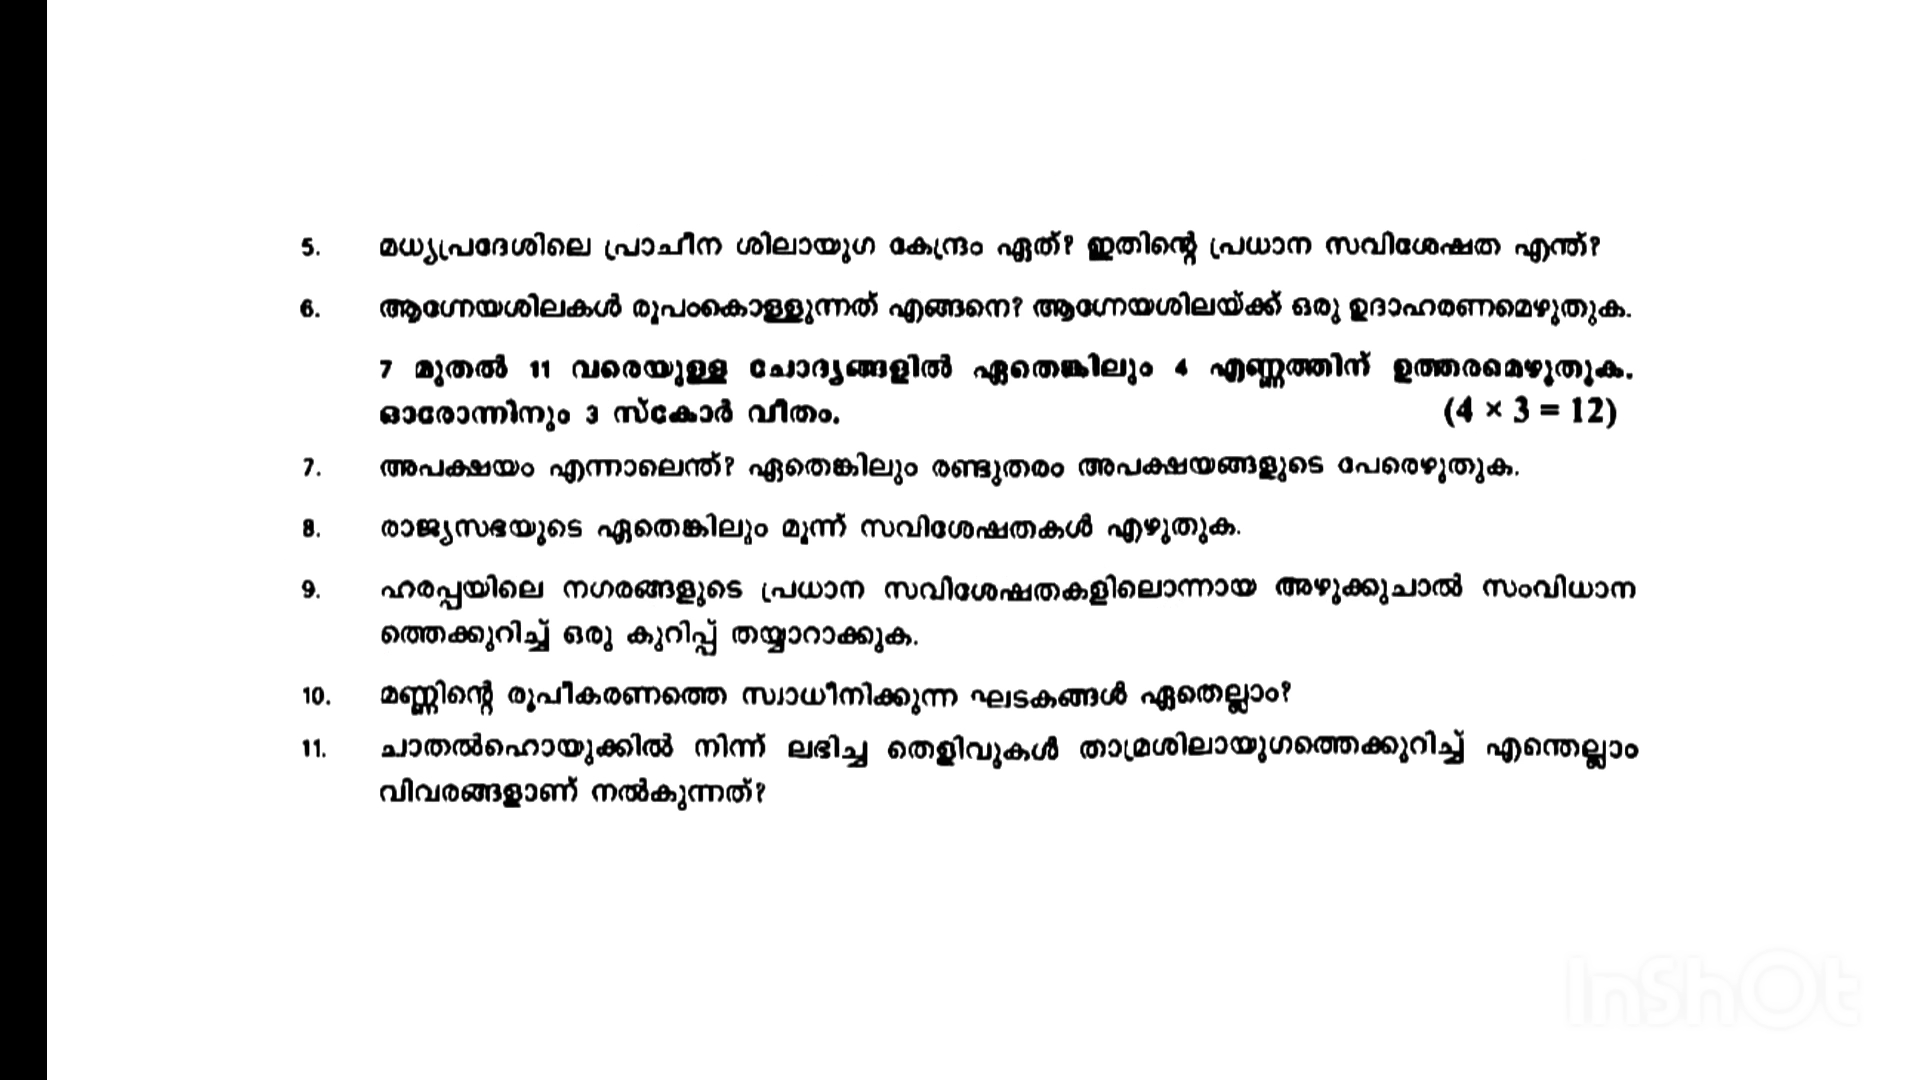 5. മധ്യപ്രദേശിലെ പ്രാചീന ശിലായുഗ കേന്ദ്രം ഏത്? ഇതിന്റെ പ്രധാന സവിശേഷത എന്ത്?
6. ആഗ്നേയശിലകൾ രൂപംകൊള്ളുന്നത് എങ്ങനെ? ആഗ്നേയശിലയ്ക്ക് ഒരു ഉദാഹരണമെഴുതുക.
7 മുതൽ 11 വരെയുള്ള ചോദ്യങ്ങളിൽ ഏതെങ്കിലും 4 എണ്ണത്തിന് ഉത്തരമെഴുതുക.
ഓരോന്നിനും 3 സ്കോർ വീതം. (4 × 3 = 12)
7. അപക്ഷയം എന്നാലെന്ത്? ഏതെങ്കിലും രണ്ടുതരം അപക്ഷയങ്ങളുടെ പേരെഴുതുക.
8. രാജ്യസഭയുടെ ഏതെങ്കിലും മൂന്ന് സവിശേഷതകൾ എഴുതുക.
9. ഹരപ്പയിലെ നഗരങ്ങളുടെ പ്രധാന സവിശേഷതകളിലൊന്നായ അഴുക്കുചാൽ സംവിധാന
ത്തെക്കുറിച്ച് ഒരു കുറിപ്പ് തയ്യാറാക്കുക.
10. മണ്ണിന്റെ രൂപീകരണത്തെ സ്വാധീനിക്കുന്ന ഘടകങ്ങൾ ഏതെല്ലാം?
11. ചാതൽഹൊയുക്കിൽ നിന്ന് ലഭിച്ച തെളിവുകൾ താമ്രശിലായുഗത്തെക്കുറിച്ച് എന്തെല്ലാം
വിവരങ്ങളാണ് നൽകുന്നത്?
InShOt